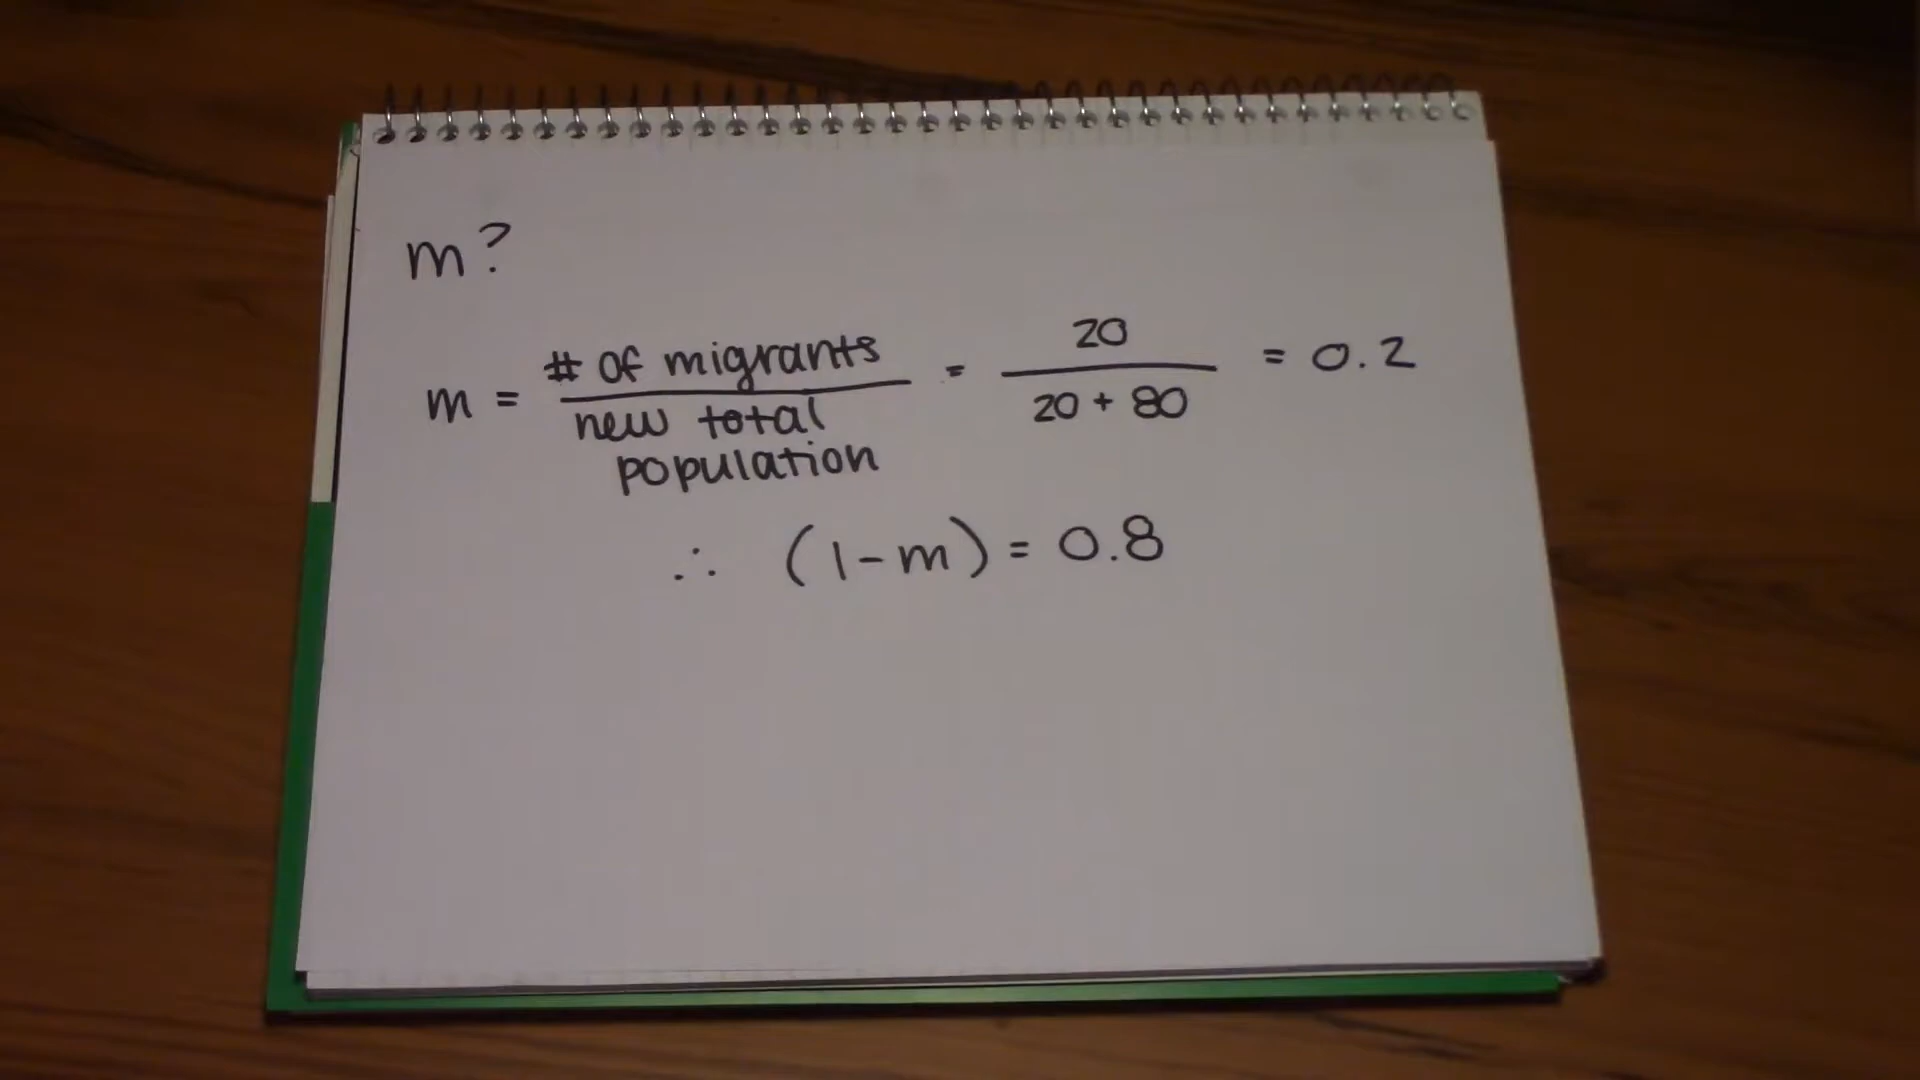 m?
m = # of migrants / new total population = 20 / 20 + 80 = 0.2
∴ (1-m) = 0.8